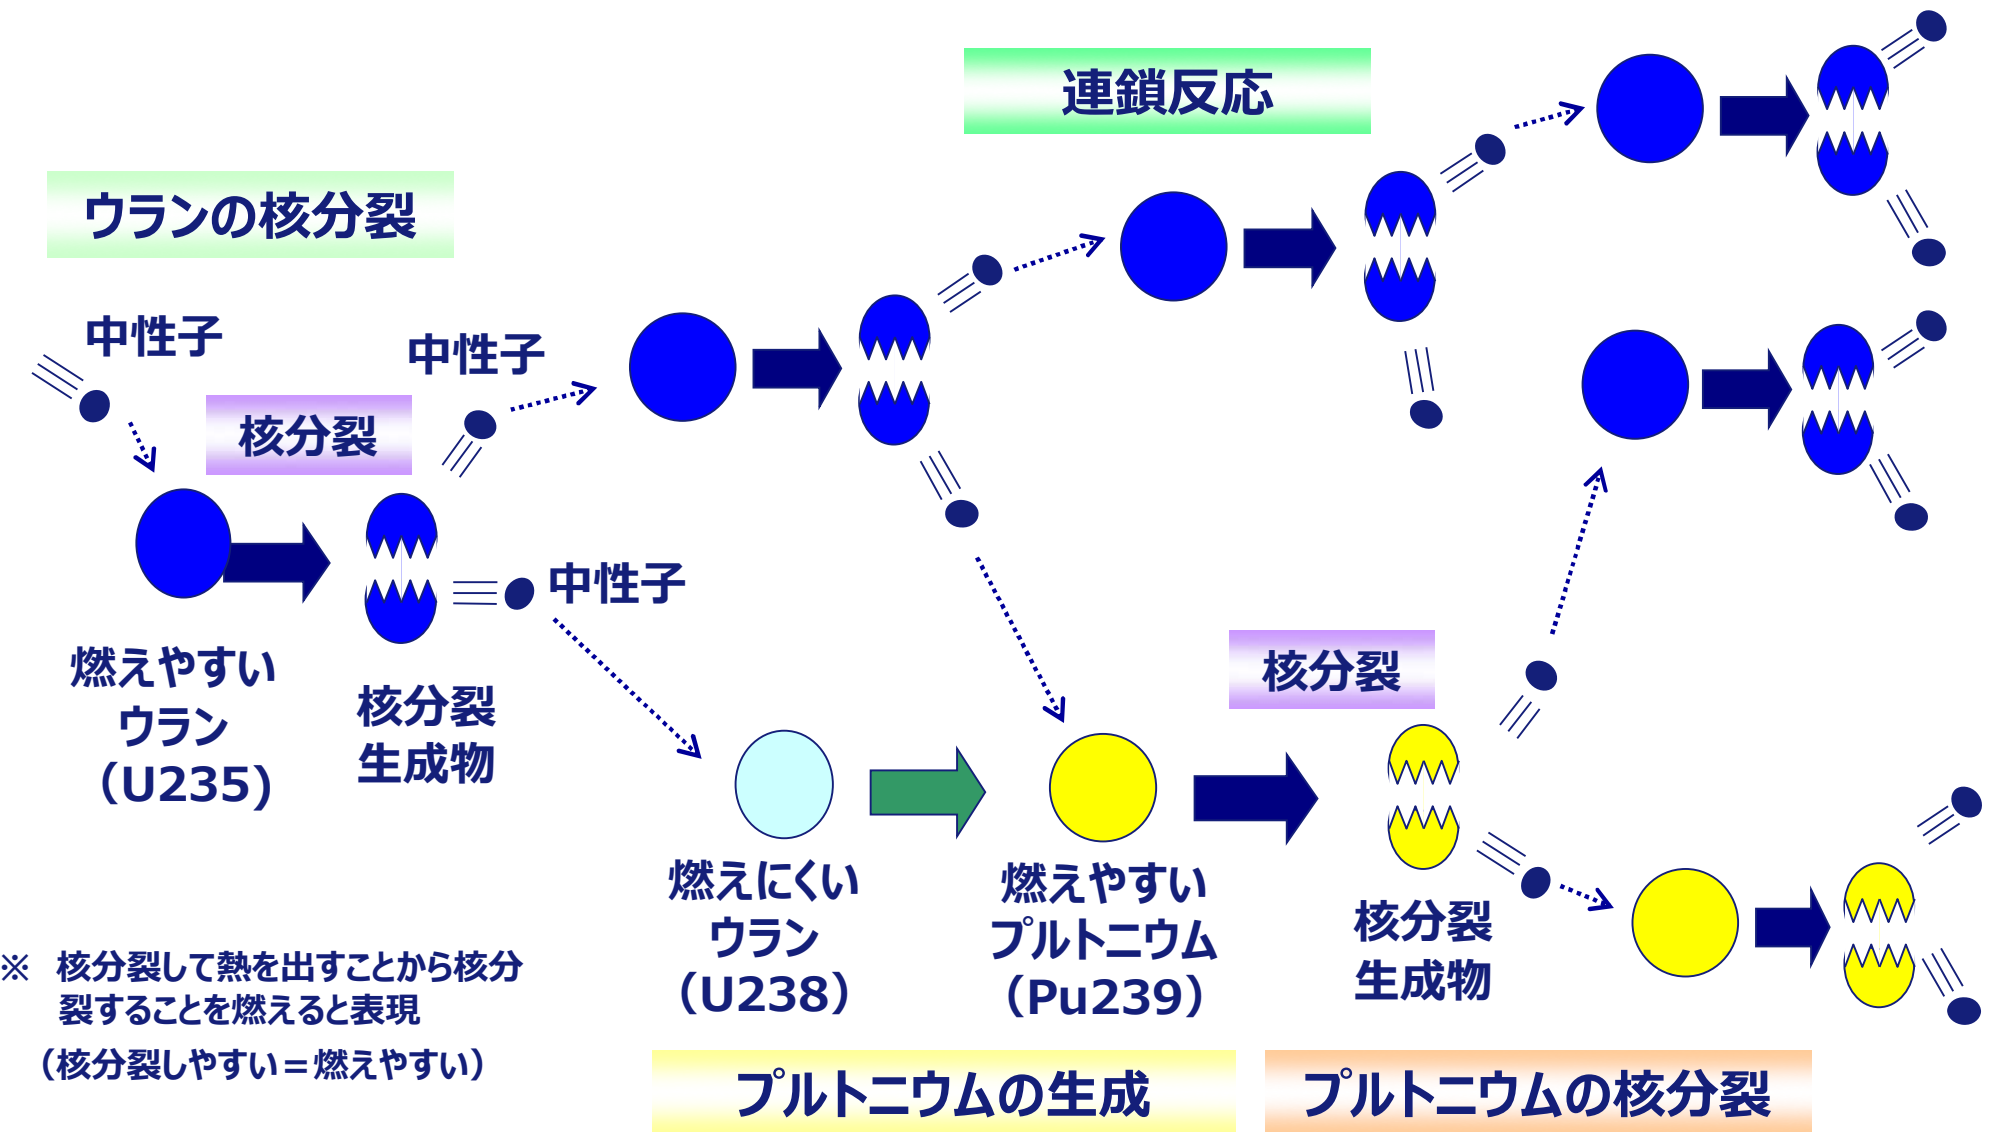 連鎖反応
ウランの核分裂
中性子
中性子
核分裂
中性子
燃えやすい
ウラン
（U235)
核分裂
生成物
核分裂
燃えにくい
ウラン
（U238）
燃えやすい
プルトニウム
（Pu239）
核分裂
生成物
※　核分裂して熱を出すことから核分
裂することを燃えると表現
（核分裂しやすい＝燃えやすい）
プルトニウムの生成
プルトニウムの核分裂